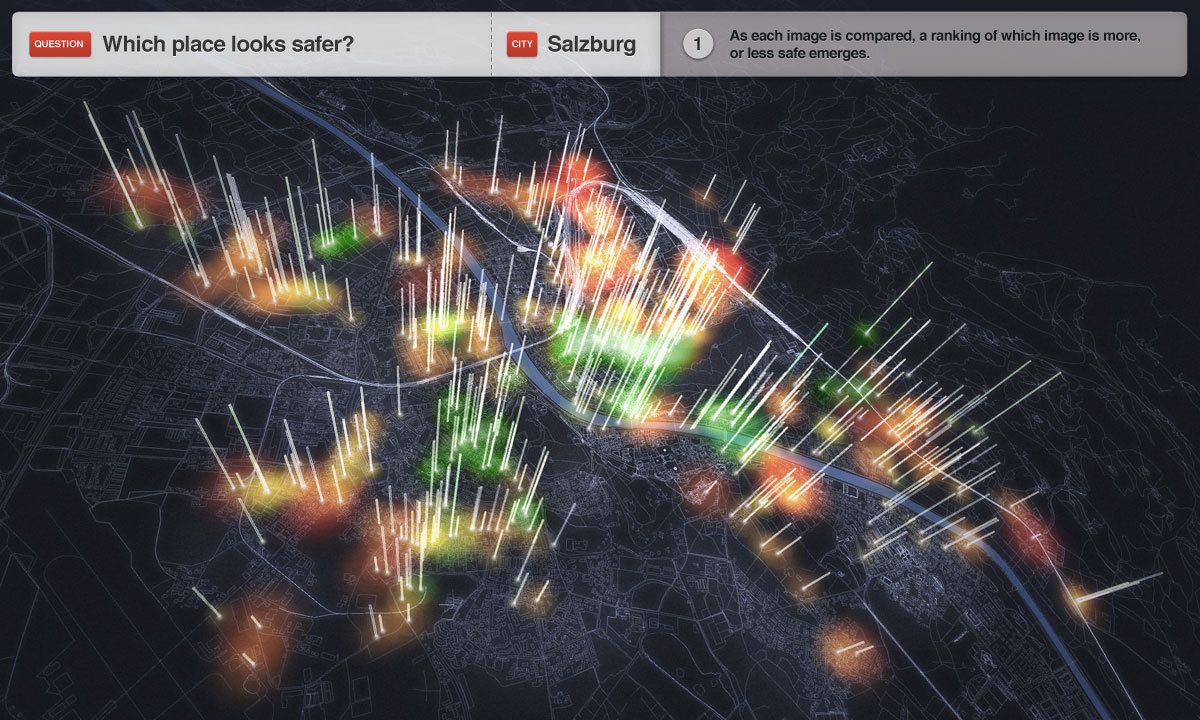 QUESTION Which place looks safer?
CITY Salzburg
1
As each image is compared, a ranking of which image is more,
or less safe emerges.